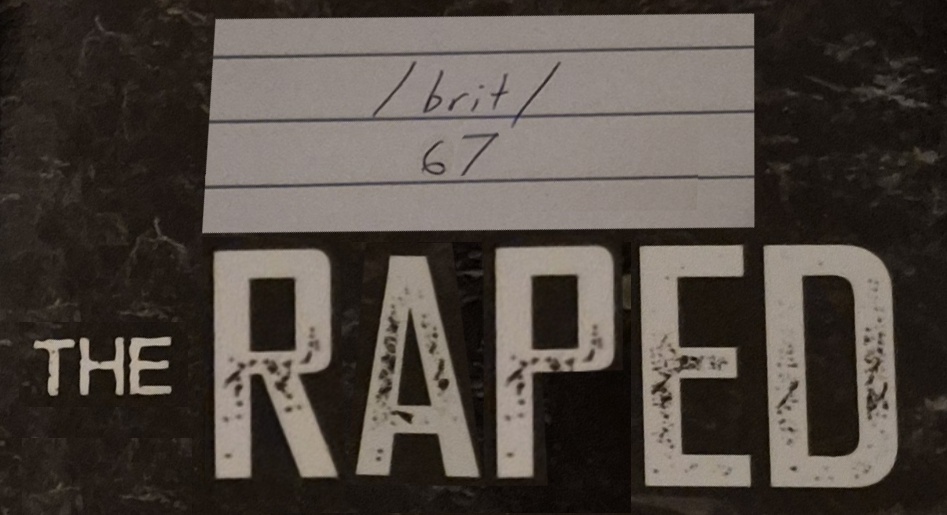 /brit/
67
THE RAPED